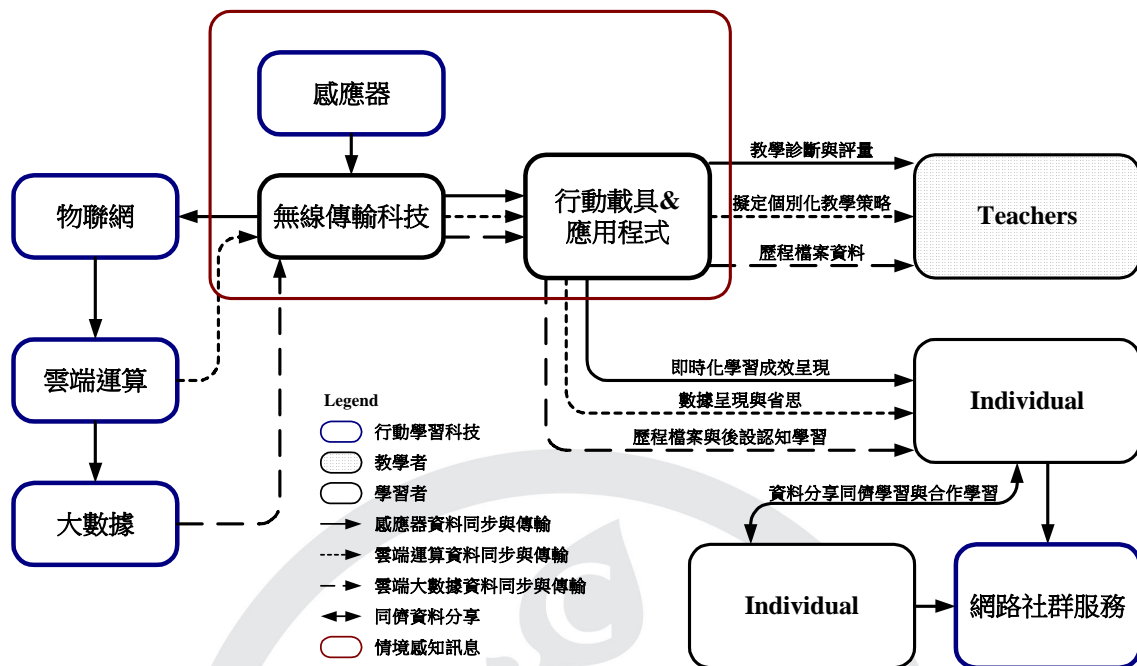 感應器
物聯網
無線傳輸科技
行動載具&
應用程式
教學診斷與評量
擬定個別化教學策略
歷程檔案資料
Teachers
雲端運算
大數據
即時化學習成效呈現
數據呈現與省思
歷程檔案與後設認知學習
Individual
資料分享同儕學習與合作學習
Individual
網路社群服務
Legend
行動學習科技
教學者
學習者
感應器資料同步與傳輸
雲端運算資料同步與傳輸
雲端大數據資料同步與傳輸
同儕資料分享
情境感知訊息
C